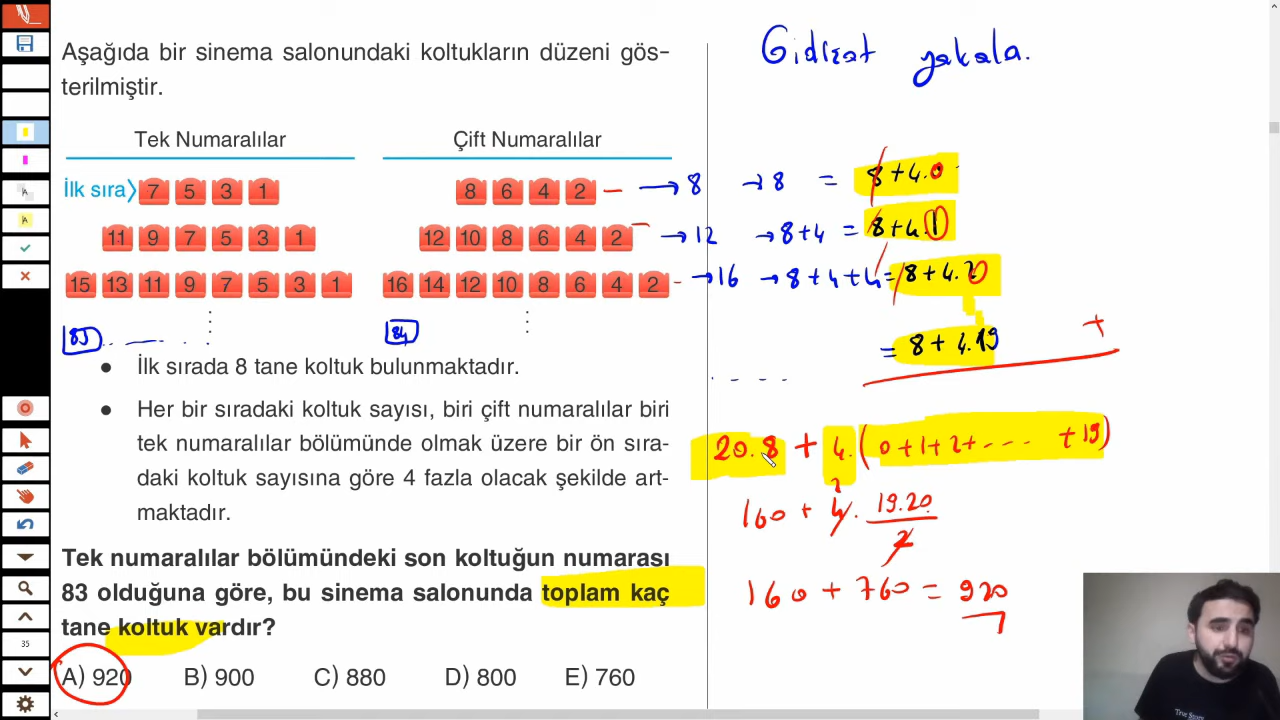 Aşağıda bir sinema salonundaki koltukların düzeni gös-
terilmiştir.
Tek Numaralılar
Çift Numaralılar
İlk sıra
7 5 3 1
8 6 4 2
11 9 7 5 3 1
12 10 8 6 4 2
15 13 11 9 7 5 3 1
16 14 12 10 8 6 4 2
83
84
• İlk sırada 8 tane koltuk bulunmaktadır.
• Her bir sıradaki koltuk sayısı, biri çift numaralılar biri
tek numaralılar bölümünde olmak üzere bir ön sıra-
daki koltuk sayısına göre 4 fazla olacak şekilde art-
maktadır.
Tek numaralılar bölümündeki son koltuğun numarası
83 olduğuna göre, bu sinema salonunda toplam kaç
tane koltuk vardır?
A) 920 B) 900 C) 880 D) 800 E) 760
Gidişat yakala.
→ 8 → 8 = 8 + 4.0
→ 12 → 8+4 = 8 + 4.1
→ 16 → 8+4+4 = 8 + 4.2
= 8 + 4.19
+
20.8 + 4.(0+1+2+.... +19)
160 + 4. 19.20
2
2
160 + 760 = 920
35
True Story